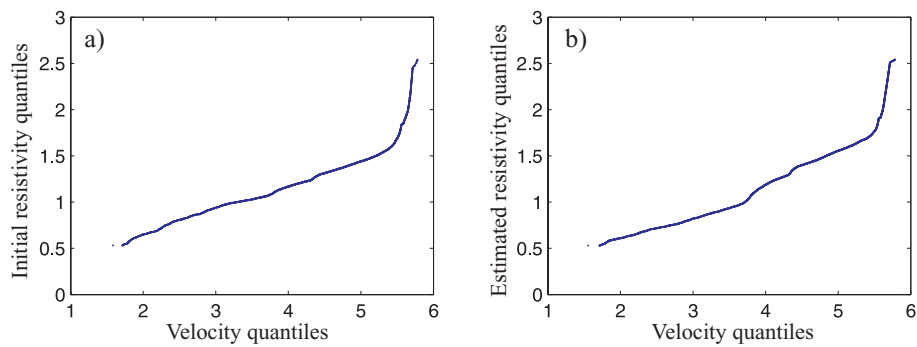 a)
Initial resistivity quantiles
3
2.5
2
1.5
1
0.5
0
1 2 3 4 5 6
Velocity quantiles
b)
Estimated resistivity quantiles
3
2.5
2
1.5
1
0.5
0
1 2 3 4 5 6
Velocity quantiles